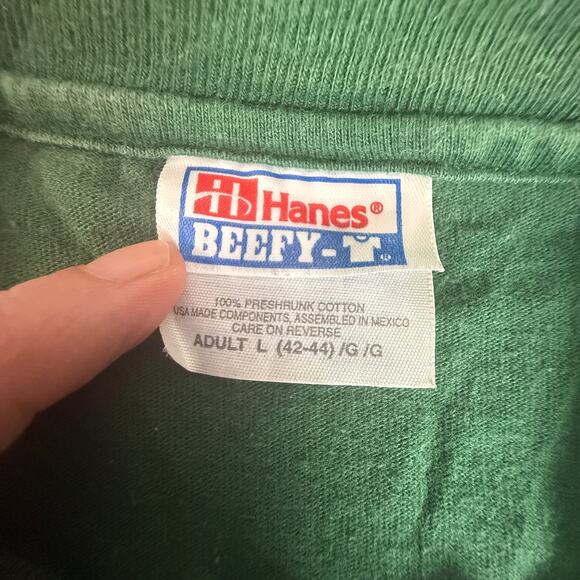 Hanes®
BEEFY-T®
100% PRESHRUNK COTTON
USA MADE COMPONENTS, ASSEMBLED IN MEXICO
CARE ON REVERSE
ADULT L (42-44) /G /G